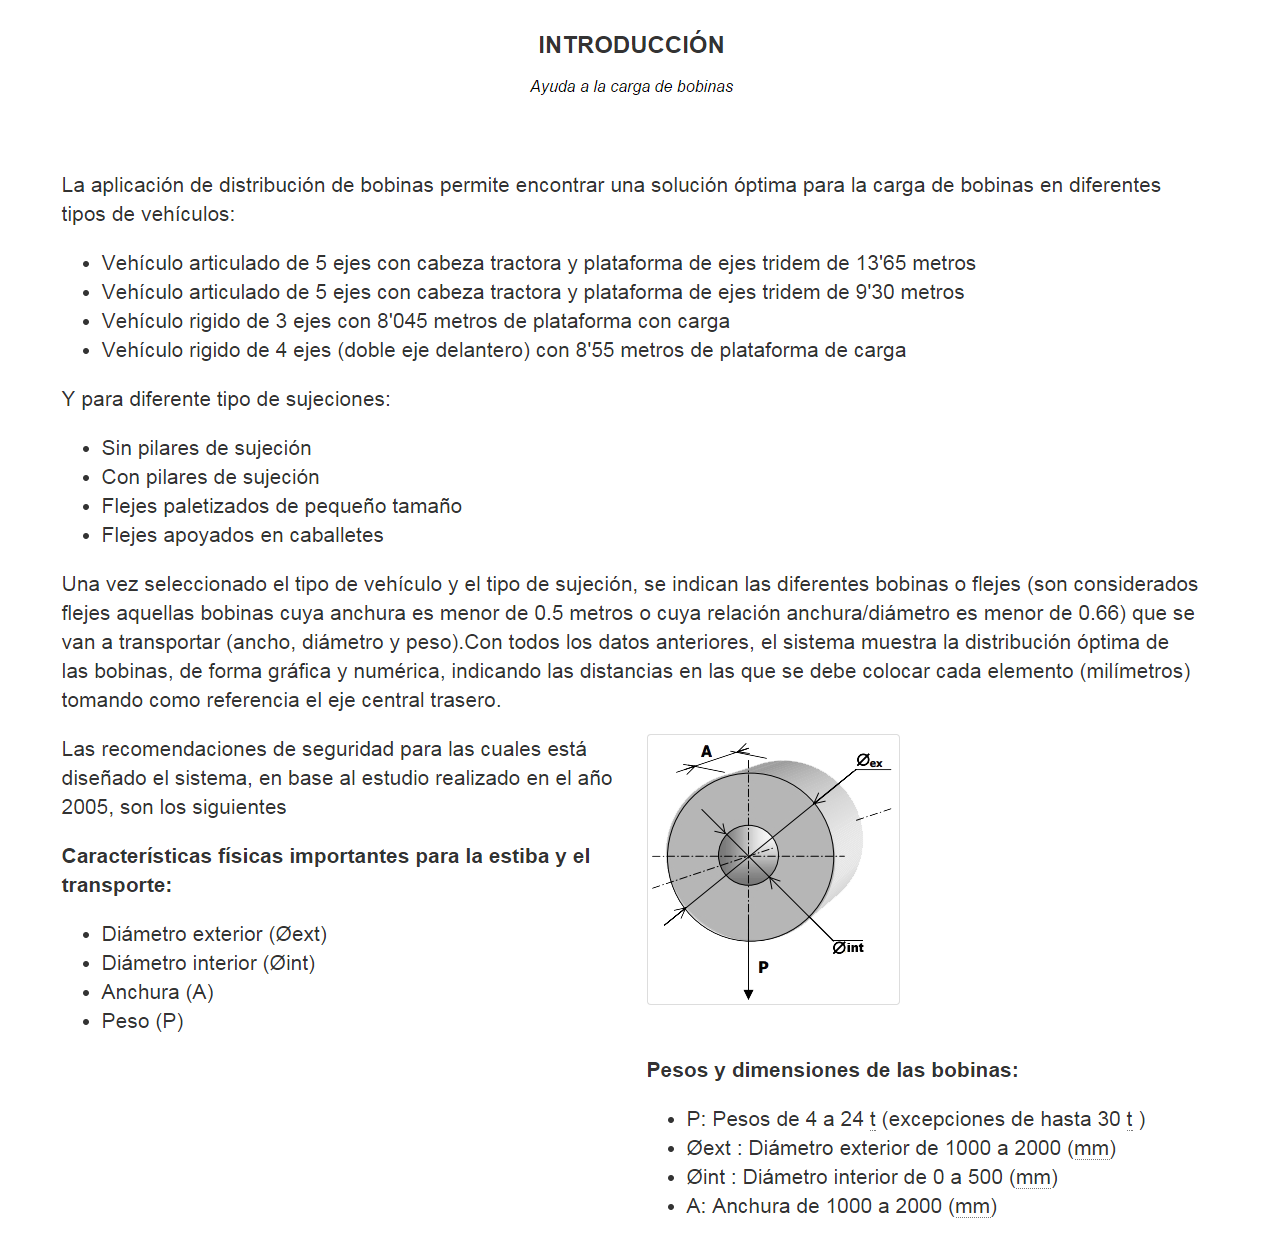 INTRODUCCIÓN
Ayuda a la carga de bobinas
La aplicación de distribución de bobinas permite encontrar una solución óptima para la carga de bobinas en diferentes
tipos de vehículos:
• Vehículo articulado de 5 ejes con cabeza tractora y plataforma de ejes tridem de 13'65 metros
• Vehículo articulado de 5 ejes con cabeza tractora y plataforma de ejes tridem de 9'30 metros
• Vehículo rigido de 3 ejes con 8'045 metros de plataforma con carga
• Vehículo rigido de 4 ejes (doble eje delantero) con 8'55 metros de plataforma de carga
Y para diferente tipo de sujeciones:
• Sin pilares de sujeción
• Con pilares de sujeción
• Flejes paletizados de pequeño tamaño
• Flejes apoyados en caballetes
Una vez seleccionado el tipo de vehículo y el tipo de sujeción, se indican las diferentes bobinas o flejes (son considerados
flejes aquellas bobinas cuya anchura es menor de 0.5 metros o cuya relación anchura/diámetro es menor de 0.66) que se
van a transportar (ancho, diámetro y peso).Con todos los datos anteriores, el sistema muestra la distribución óptima de
las bobinas, de forma gráfica y numérica, indicando las distancias en las que se debe colocar cada elemento (milímetros)
tomando como referencia el eje central trasero.
Las recomendaciones de seguridad para las cuales está
diseñado el sistema, en base al estudio realizado en el año
2005, son los siguientes
Características físicas importantes para la estiba y el
transporte:
• Diámetro exterior (Øext)
• Diámetro interior (Øint)
• Anchura (A)
• Peso (P)
A
Øex
Øint
P
Pesos y dimensiones de las bobinas:
• P: Pesos de 4 a 24 t (excepciones de hasta 30 t )
• Øext : Diámetro exterior de 1000 a 2000 (mm)
• Øint : Diámetro interior de 0 a 500 (mm)
• A: Anchura de 1000 a 2000 (mm)